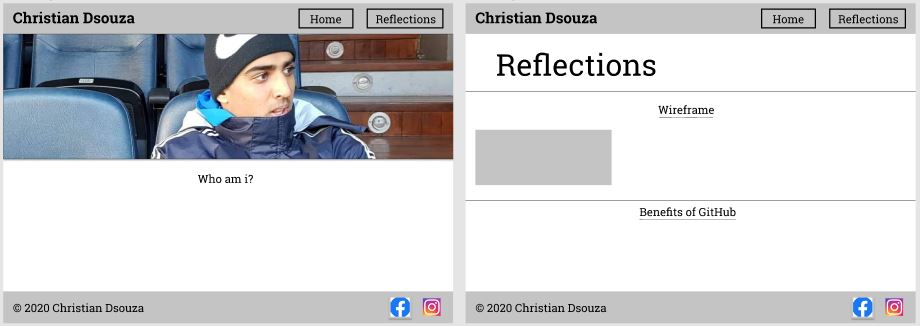 Christian Dsouza
Home
Reflections
Who am i?
© 2020 Christian Dsouza
Christian Dsouza
Home
Reflections
Reflections
Wireframe
Benefits of GitHub
© 2020 Christian Dsouza